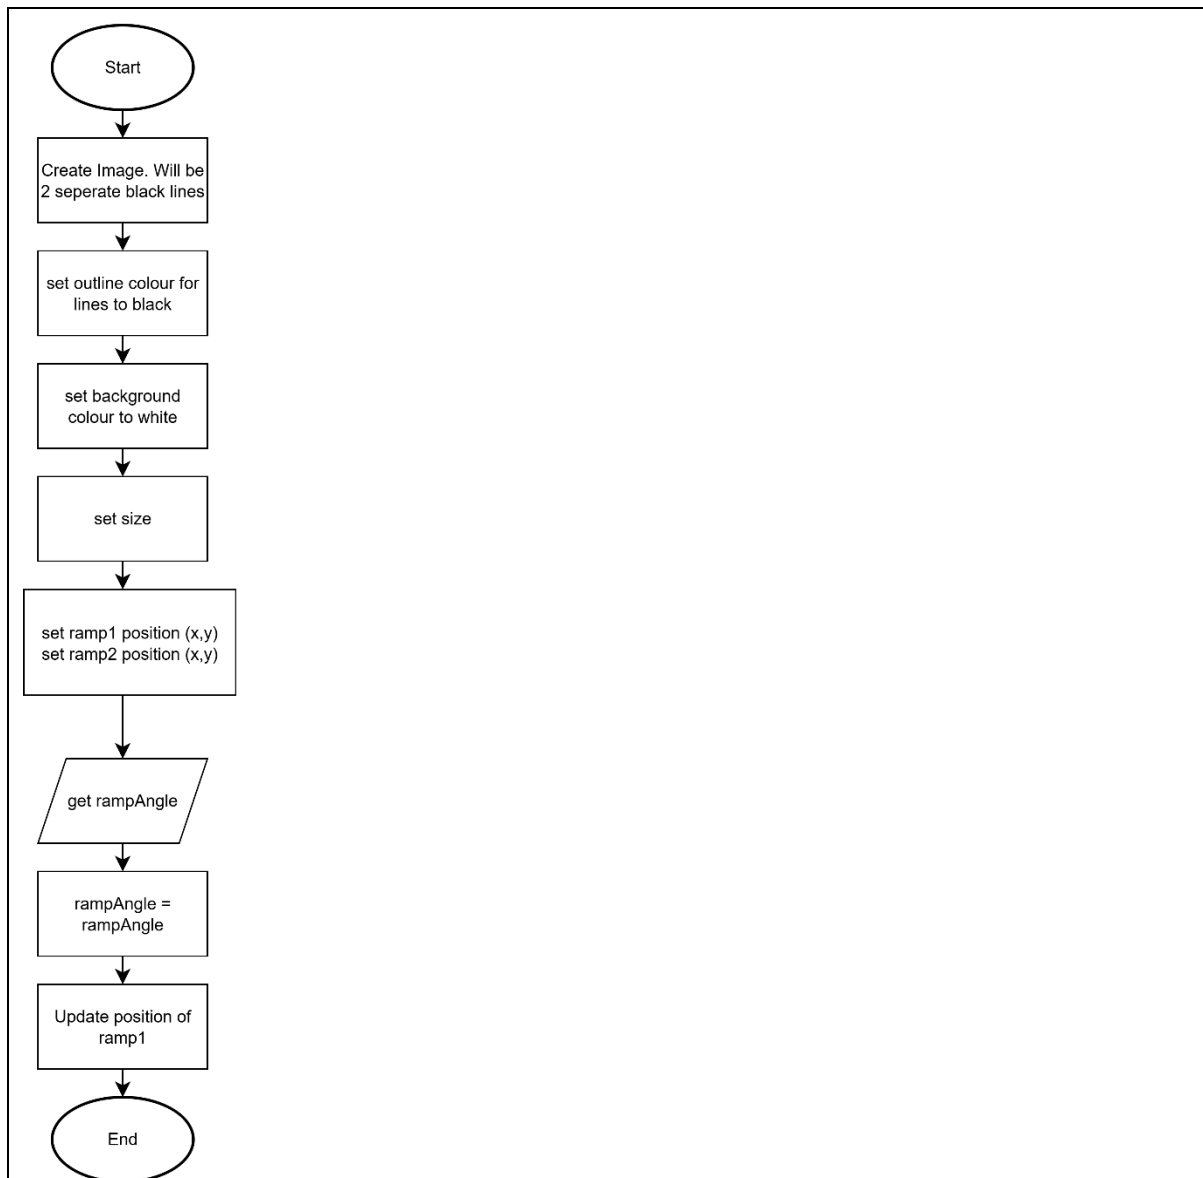 Start
Create Image. Will be
2 seperate black lines
set outline colour for
lines to black
set background
colour to white
set size
set ramp1 position (x,y)
set ramp2 position (x,y)
get rampAngle
rampAngle =
rampAngle
Update position of
ramp1
End